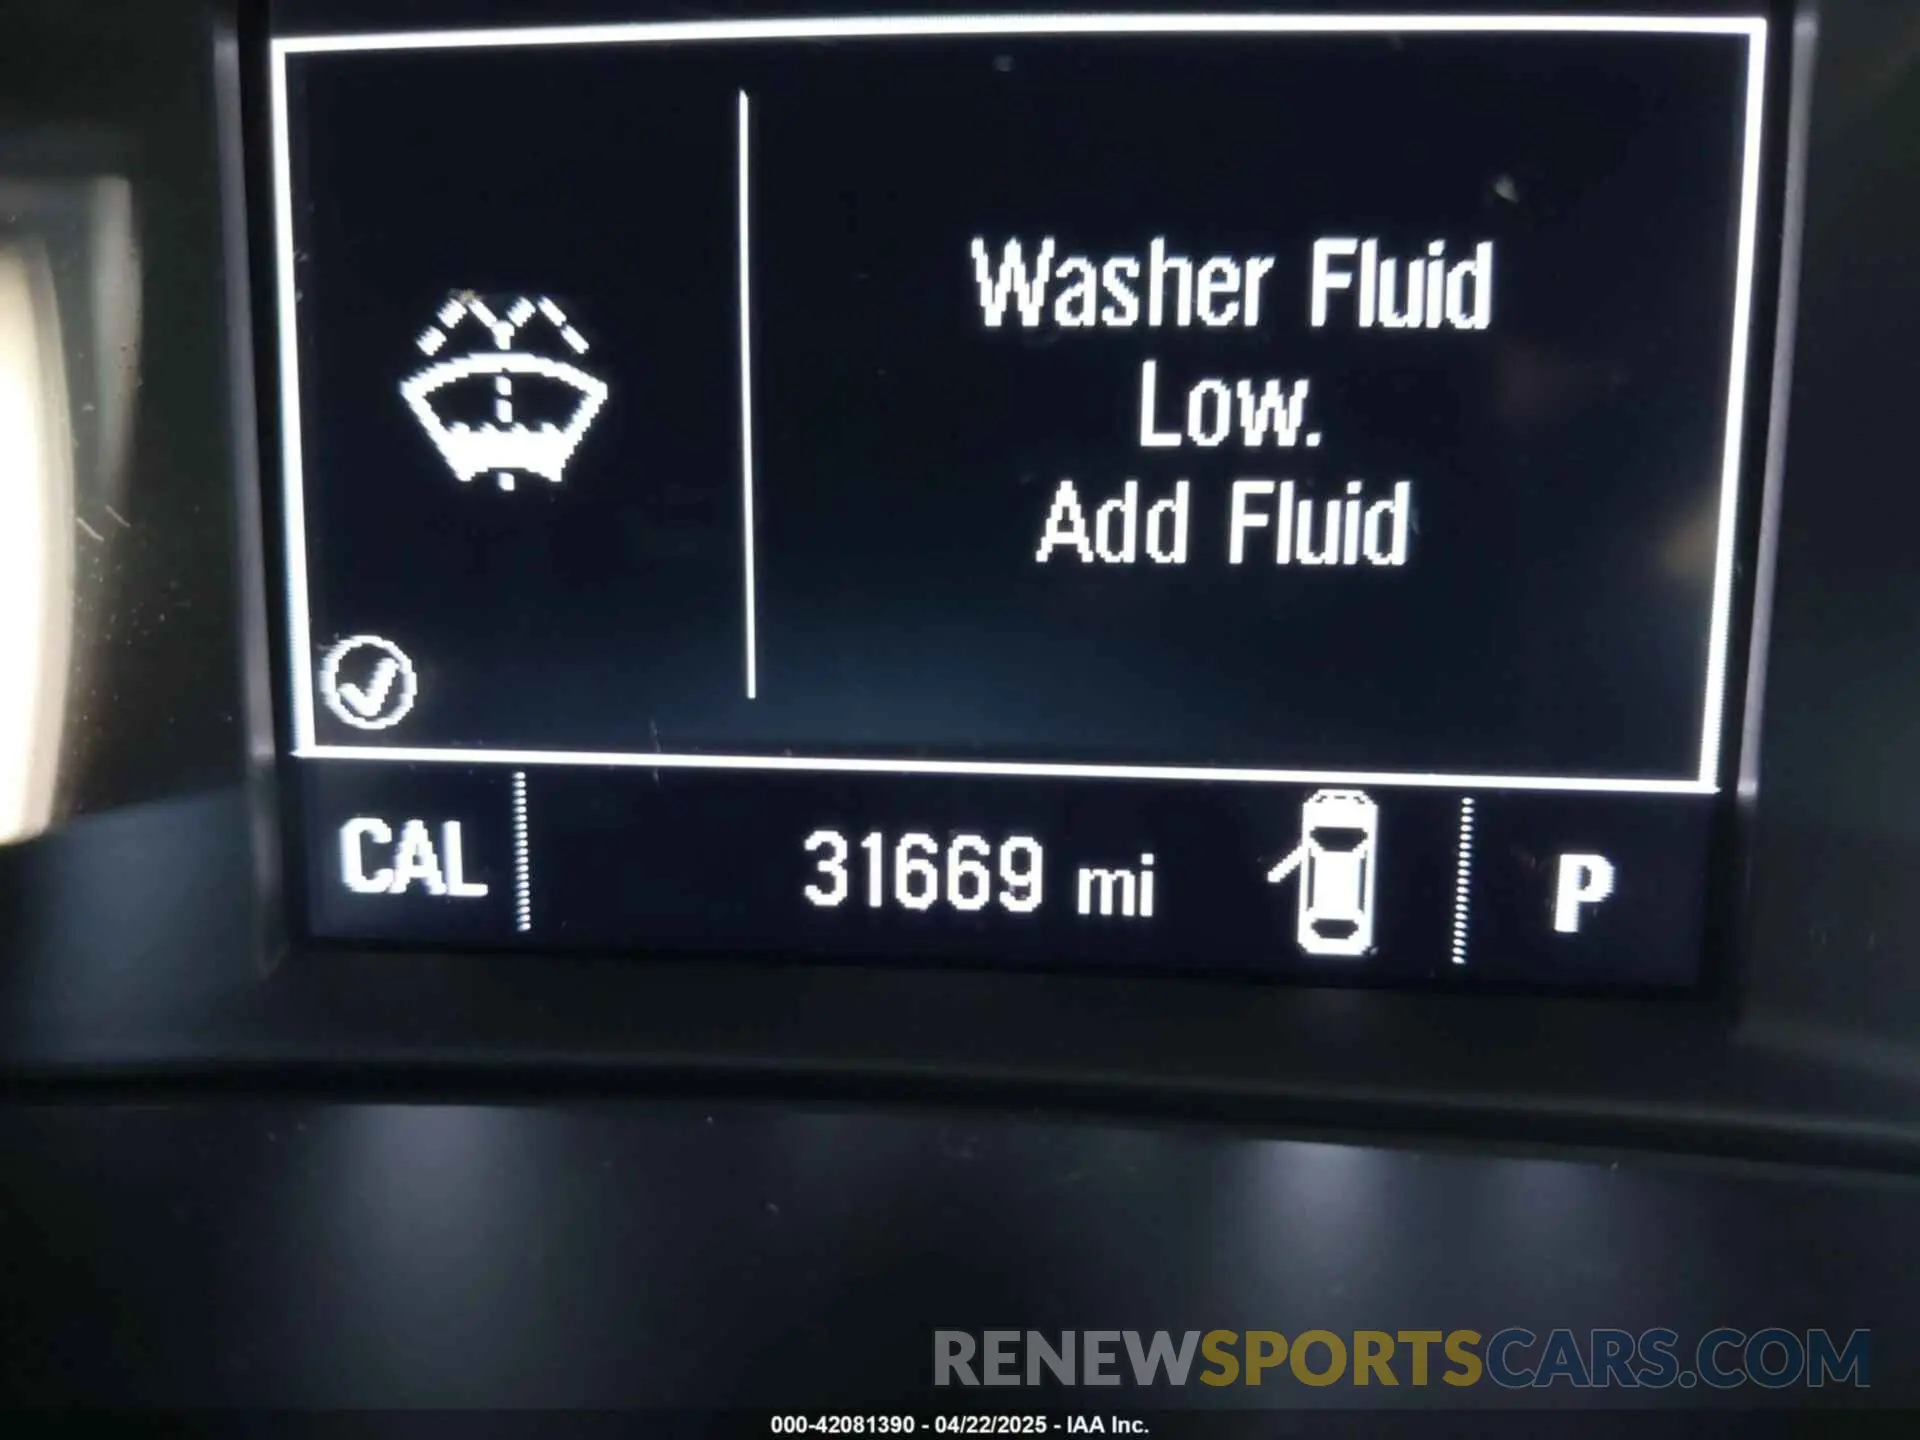 Washer Fluid
Low.
Add Fluid
CAL 31669 mi P
RENEWSPORTSCARS.COM
000-42081390 - 04/22/2025 - IAA Inc.